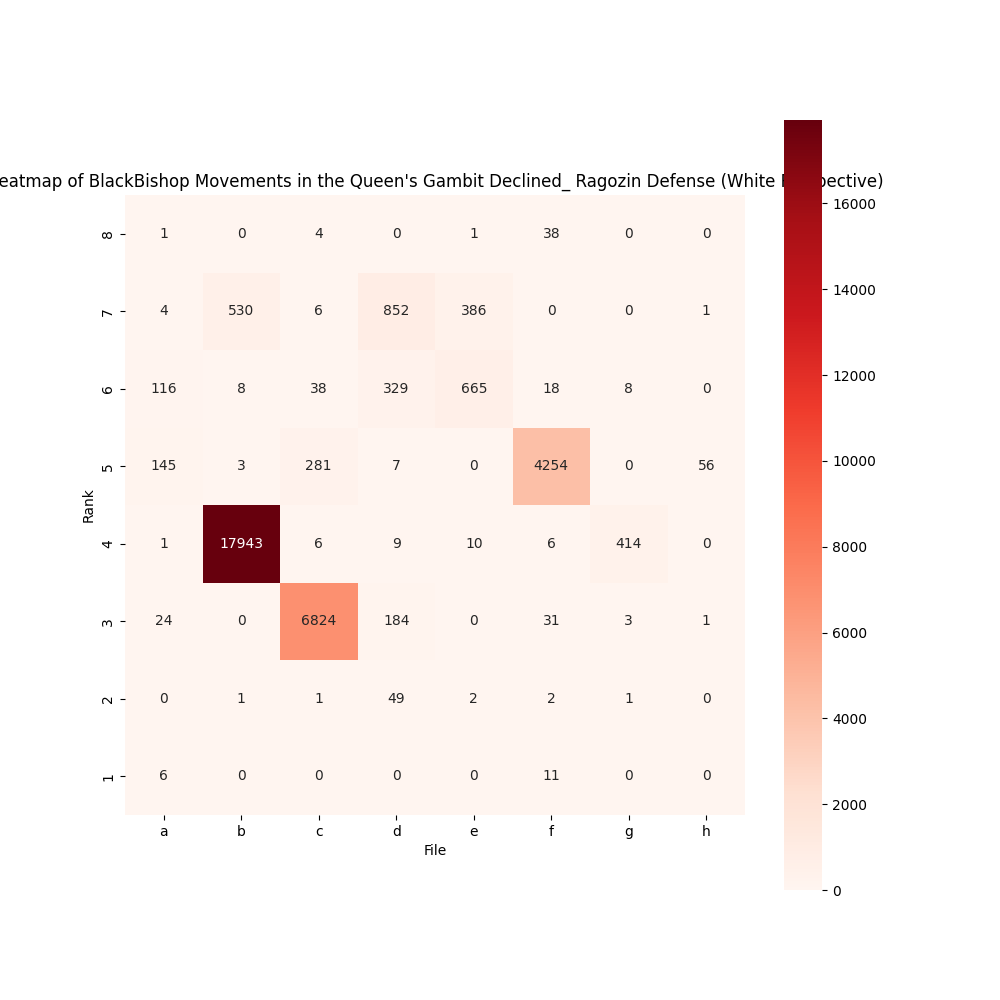 eatmap of BlackBishop Movements in the Queen's Gambit Declined_ Ragozin Defense (White pective)
16000
8 1 0 4 0 1 38 0 0
14000
7 4 530 6 852 386 0 0 1
12000
6 116 8 38 329 665 18 8 0
10000
5 145 3 281 7 0 4254 0 56
Rank
8000
4 1 17943 6 9 10 6 414 0
6000
3 24 0 6824 184 0 31 3 1
4000
2 0 1 1 49 2 2 1 0
2000
1 6 0 0 0 0 11 0 0
a b c d e f g h
File
0